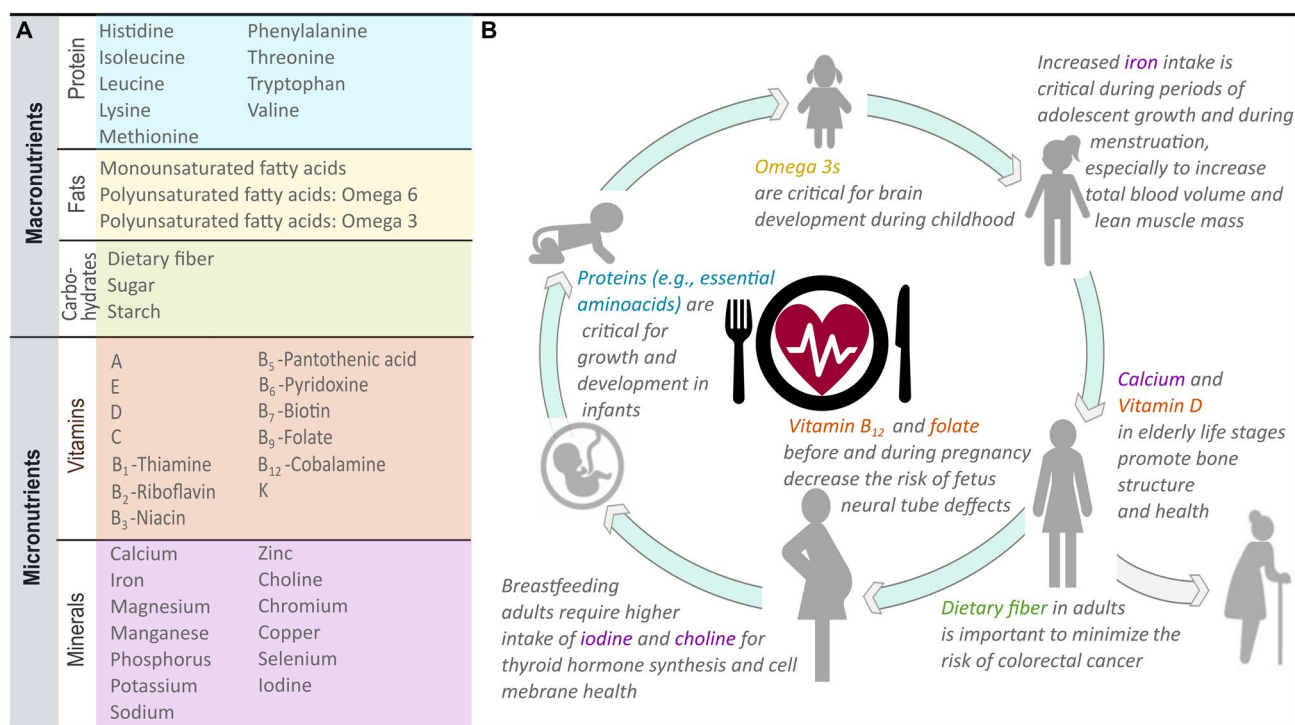 A
Macronutrients
Protein
Histidine
Isoleucine
Leucine
Lysine
Methionine
Phenylalanine
Threonine
Tryptophan
Valine
Fats
Monounsaturated fatty acids
Polyunsaturated fatty acids: Omega 6
Polyunsaturated fatty acids: Omega 3
Carbo-
hydrates
Dietary fiber
Sugar
Starch
Micronutrients
Vitamins
A
E
D
C
B₁-Thiamine
B₂-Riboflavin
B₃-Niacin
B₅-Pantothenic acid
B₆-Pyridoxine
B₇-Biotin
B₉-Folate
B₁₂-Cobalamine
K
Minerals
Calcium
Iron
Magnesium
Manganese
Phosphorus
Potassium
Sodium
Zinc
Choline
Chromium
Copper
Selenium
Iodine
B
Omega 3s
are critical for brain
development during childhood
Increased iron intake is
critical during periods of
adolescent growth and during
menstruation,
especially to increase
total blood volume and
lean muscle mass
Proteins (e.g., essential
aminoacids) are
critical for
growth and
development in
infants
Calcium and
Vitamin D
in elderly life stages
promote bone
structure
and health
Vitamin B₁₂ and folate
before and during pregnancy
decrease the risk of fetus
neural tube deffects
Breastfeeding
adults require higher
intake of iodine and choline for
thyroid hormone synthesis and cell
mebrane health
Dietary fiber in adults
is important to minimize the
risk of colorectal cancer